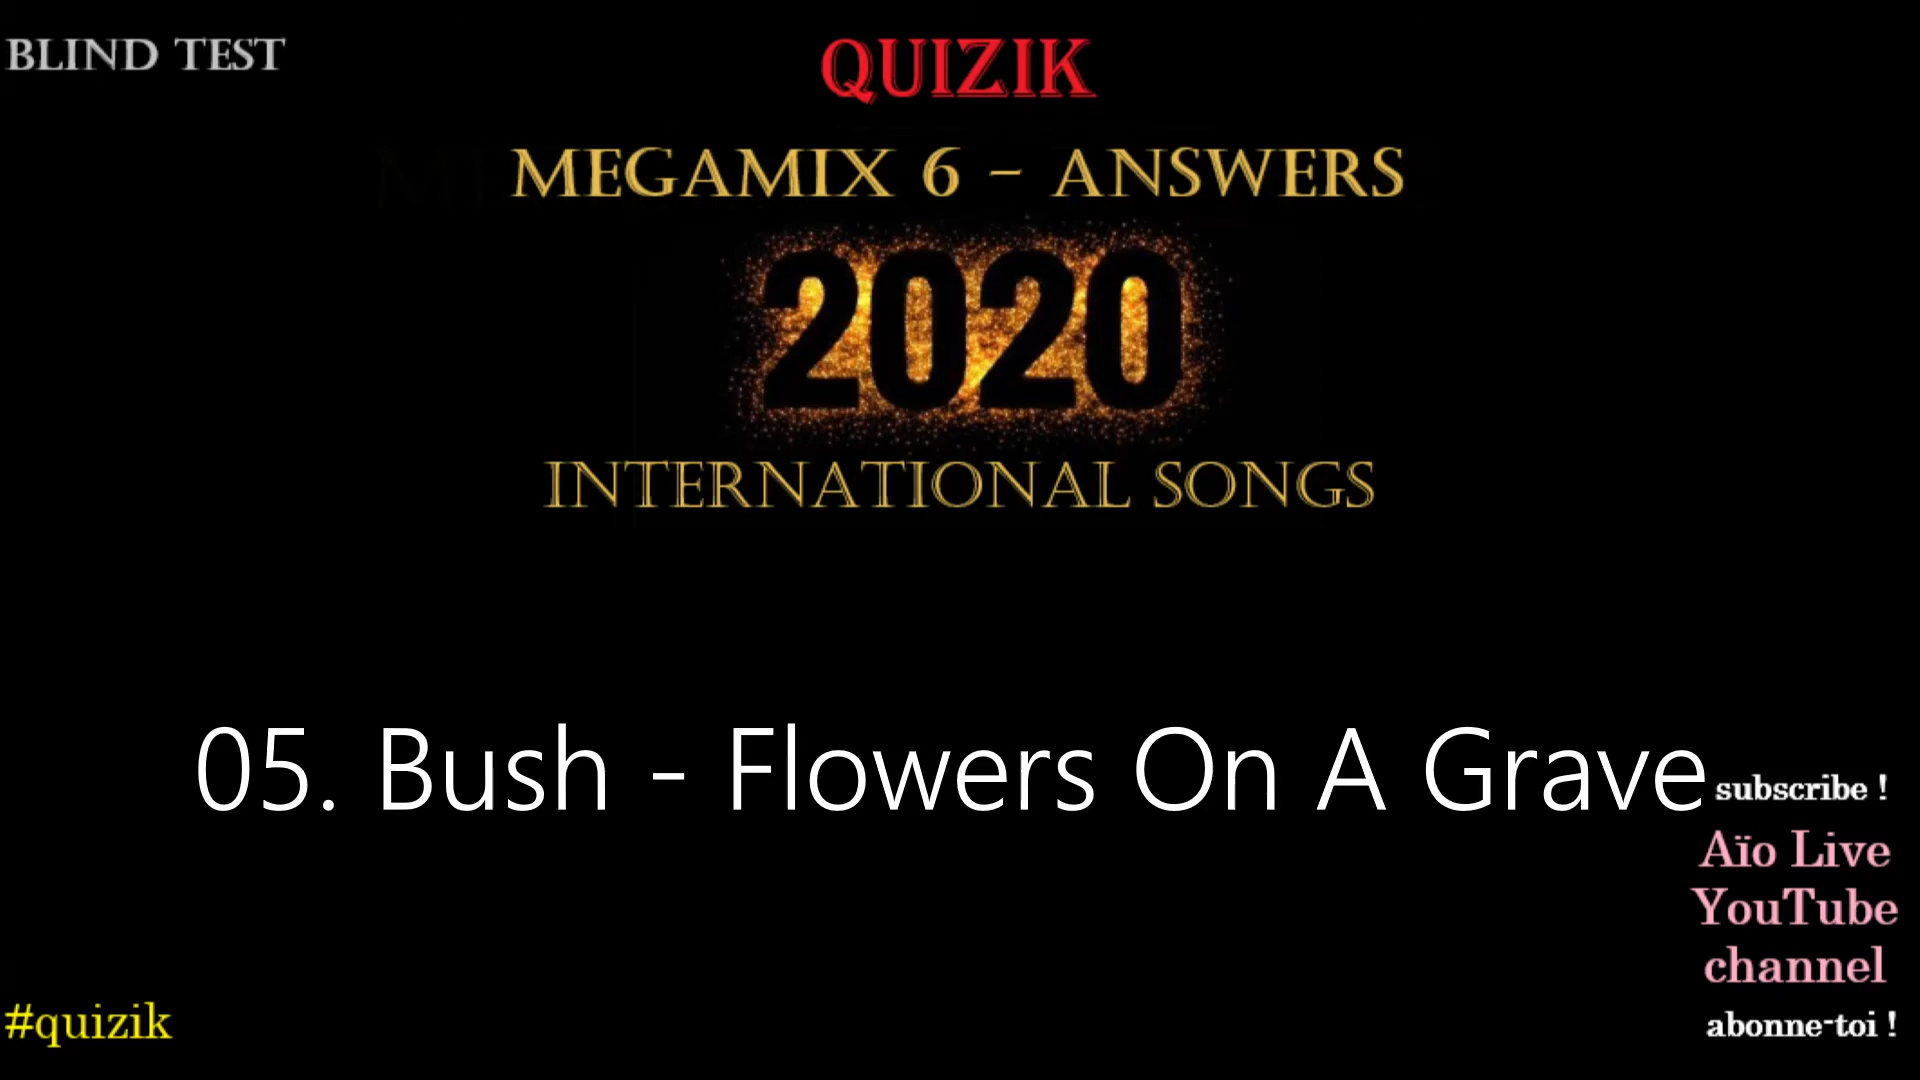 BLIND TEST
QUIZIK
MEGAMIX 6 - ANSWERS
2020
INTERNATIONAL SONGS
05. Bush - Flowers On A Grave
subscribe !
Aïo Live
YouTube
channel
abonne-toi !
#quizik